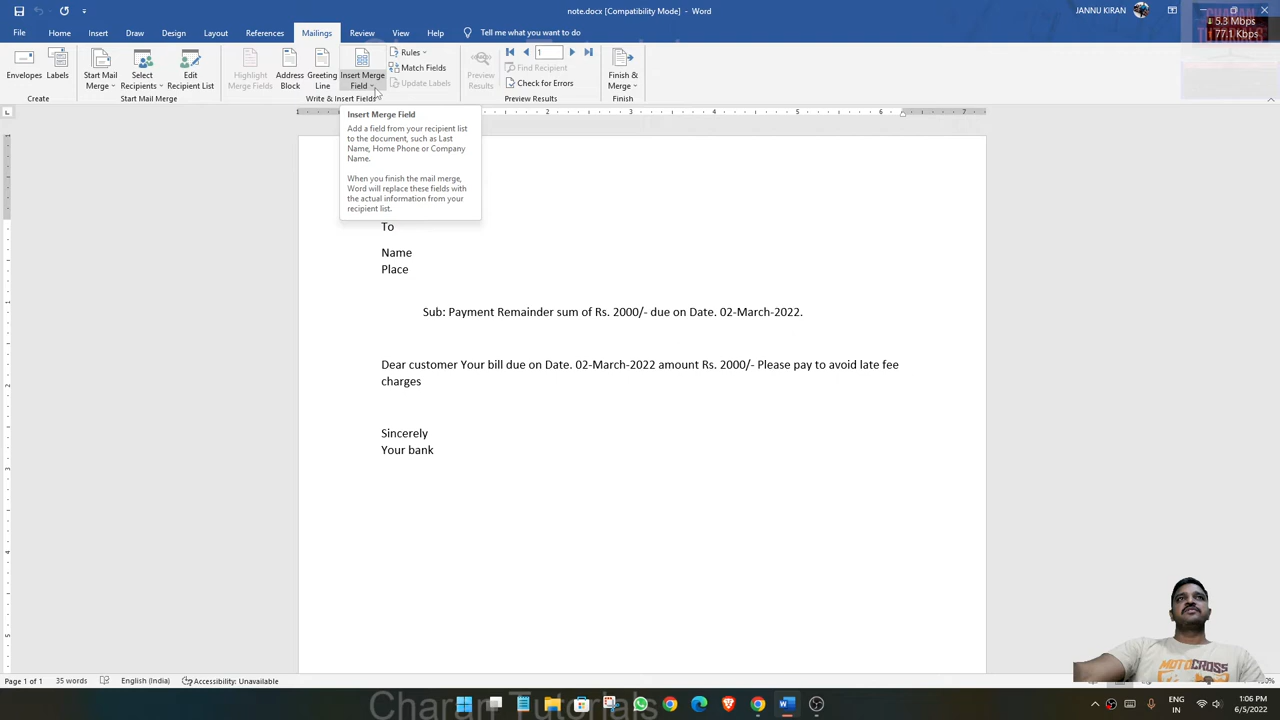 note.docx [Compatibility Mode] - Word
JANNU KIRAN
5.3 Mbps
77.1 Kbps
File Home Insert Draw Design Layout References Mailings Review View Help Tell me what you want to do
Envelopes
Labels
Create
Start Mail
Merge
Select
Recipients
Edit
Recipient List
Start Mail Merge
Highlight
Merge Fields
Address
Block
Greeting
Line
Insert Merge
Field
Rules
Match Fields
Update Labels
Write & Insert Fields
Preview
Results
1
Find Recipient
Check for Errors
Preview Results
Finish &
Merge
Finish
Insert Merge Field
Add a field from your recipient list
to the document, such as Last
Name, Home Phone or Company
Name.
When you finish the mail merge,
Word will replace these fields with
the actual information from your
recipient list.
To
Name
Place
Sub: Payment Remainder sum of Rs. 2000/- due on Date. 02-March-2022.
Dear customer Your bill due on Date. 02-March-2022 amount Rs. 2000/- Please pay to avoid late fee
charges
Sincerely
Your bank
MOTOCROSS
Page 1 of 1 35 words English (India) Accessibility: Unavailable
Charan Tutorials
ENG
IN
1:06 PM
6/5/2022